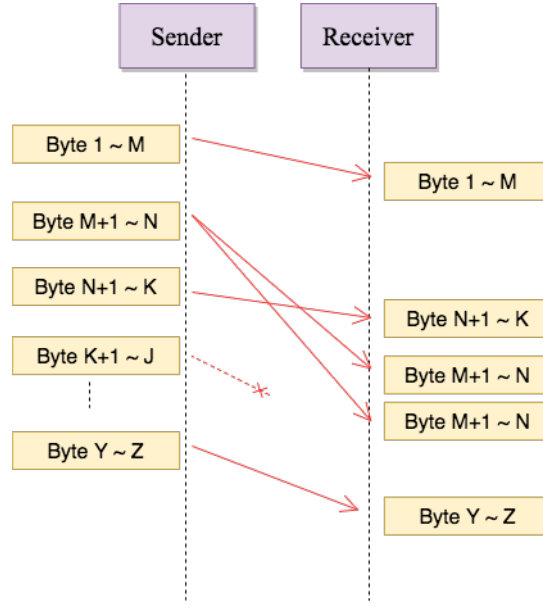 Sender
Receiver
Byte 1 ~ M
Byte 1 ~ M
Byte M+1 ~ N
Byte N+1 ~ K
Byte N+1 ~ K
Byte K+1 ~ J
Byte M+1 ~ N
Byte M+1 ~ N
Byte Y ~ Z
Byte Y ~ Z